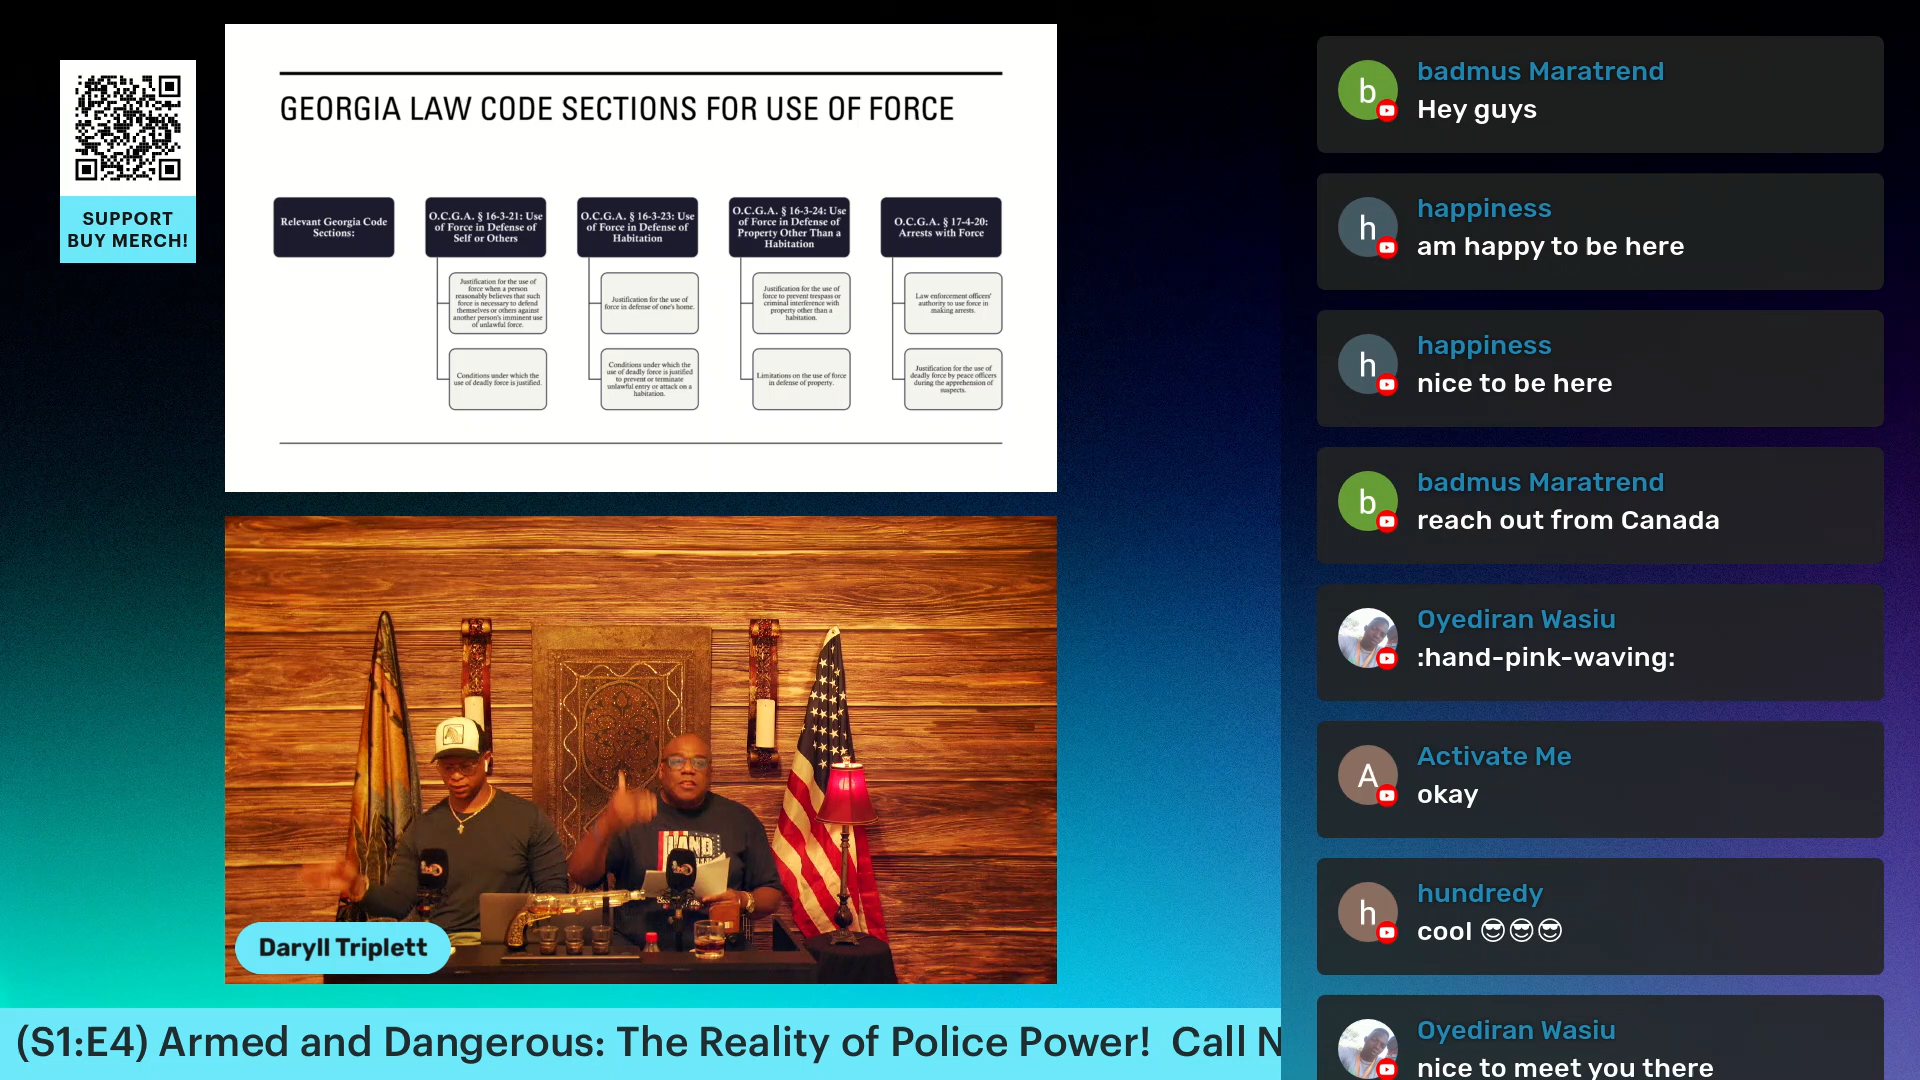 SUPPORT
BUY MERCH!
GEORGIA LAW CODE SECTIONS FOR USE OF FORCE
Relevant Georgia Code
Sections:
O.C.G.A. § 16-3-21: Use
of Force in Defense of
Self or Others
Justification for the use of
force when a person
reasonably believes that such
force is necessary to defend
themselves or others against
another person's imminent use
of unlawful force.
Conditions under which the
use of deadly force is justified.
O.C.G.A. § 16-3-23: Use
of Force in Defense of
Habitation
Justification for the use of
force in defense of one's home.
Conditions under which the
use of deadly force is justified
to prevent or terminate
unlawful entry or attack on a
habitation.
O.C.G.A. § 16-3-24: Use
of Force in Defense of
Property Other Than a
Habitation
Justification for the use of
force to prevent trespass or
criminal interference with
property other than a
habitation.
Limitations on the use of force
in defense of property.
O.C.G.A. § 17-4-20:
Arrests with Force
Law enforcement officers'
authority to use force in
making arrests.
Justification for the use of
deadly force by peace officers
during the apprehension of
suspects.
Daryll Triplett
(S1:E4) Armed and Dangerous: The Reality of Police Power! Call N
b
badmus Maratrend
Hey guys
h
happiness
am happy to be here
h
happiness
nice to be here
b
badmus Maratrend
reach out from Canada
Oyediran Wasiu
:hand-pink-waving:
A
Activate Me
okay
h
hundredy
cool 😎😎😎
Oyediran Wasiu
nice to meet you there